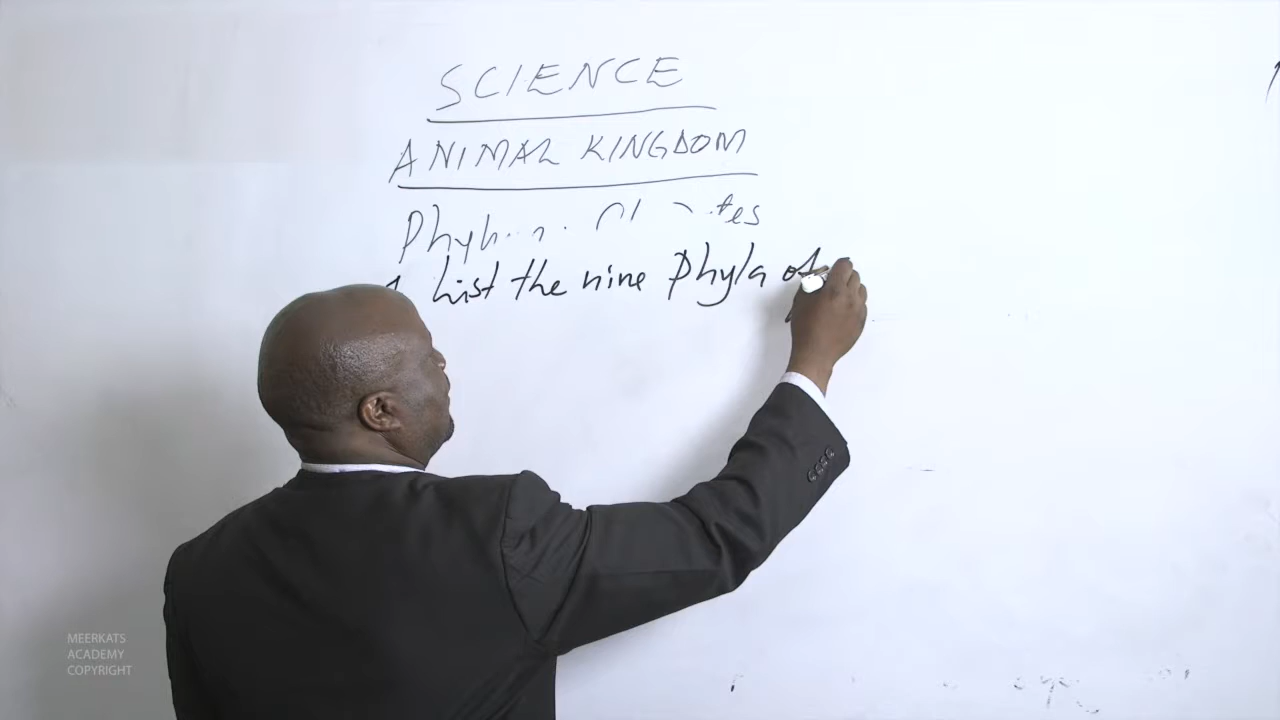 SCIENCE
ANIMAL KINGDOM
List the nine Phyla of
MEERKATS
ACADEMY
COPYRIGHT